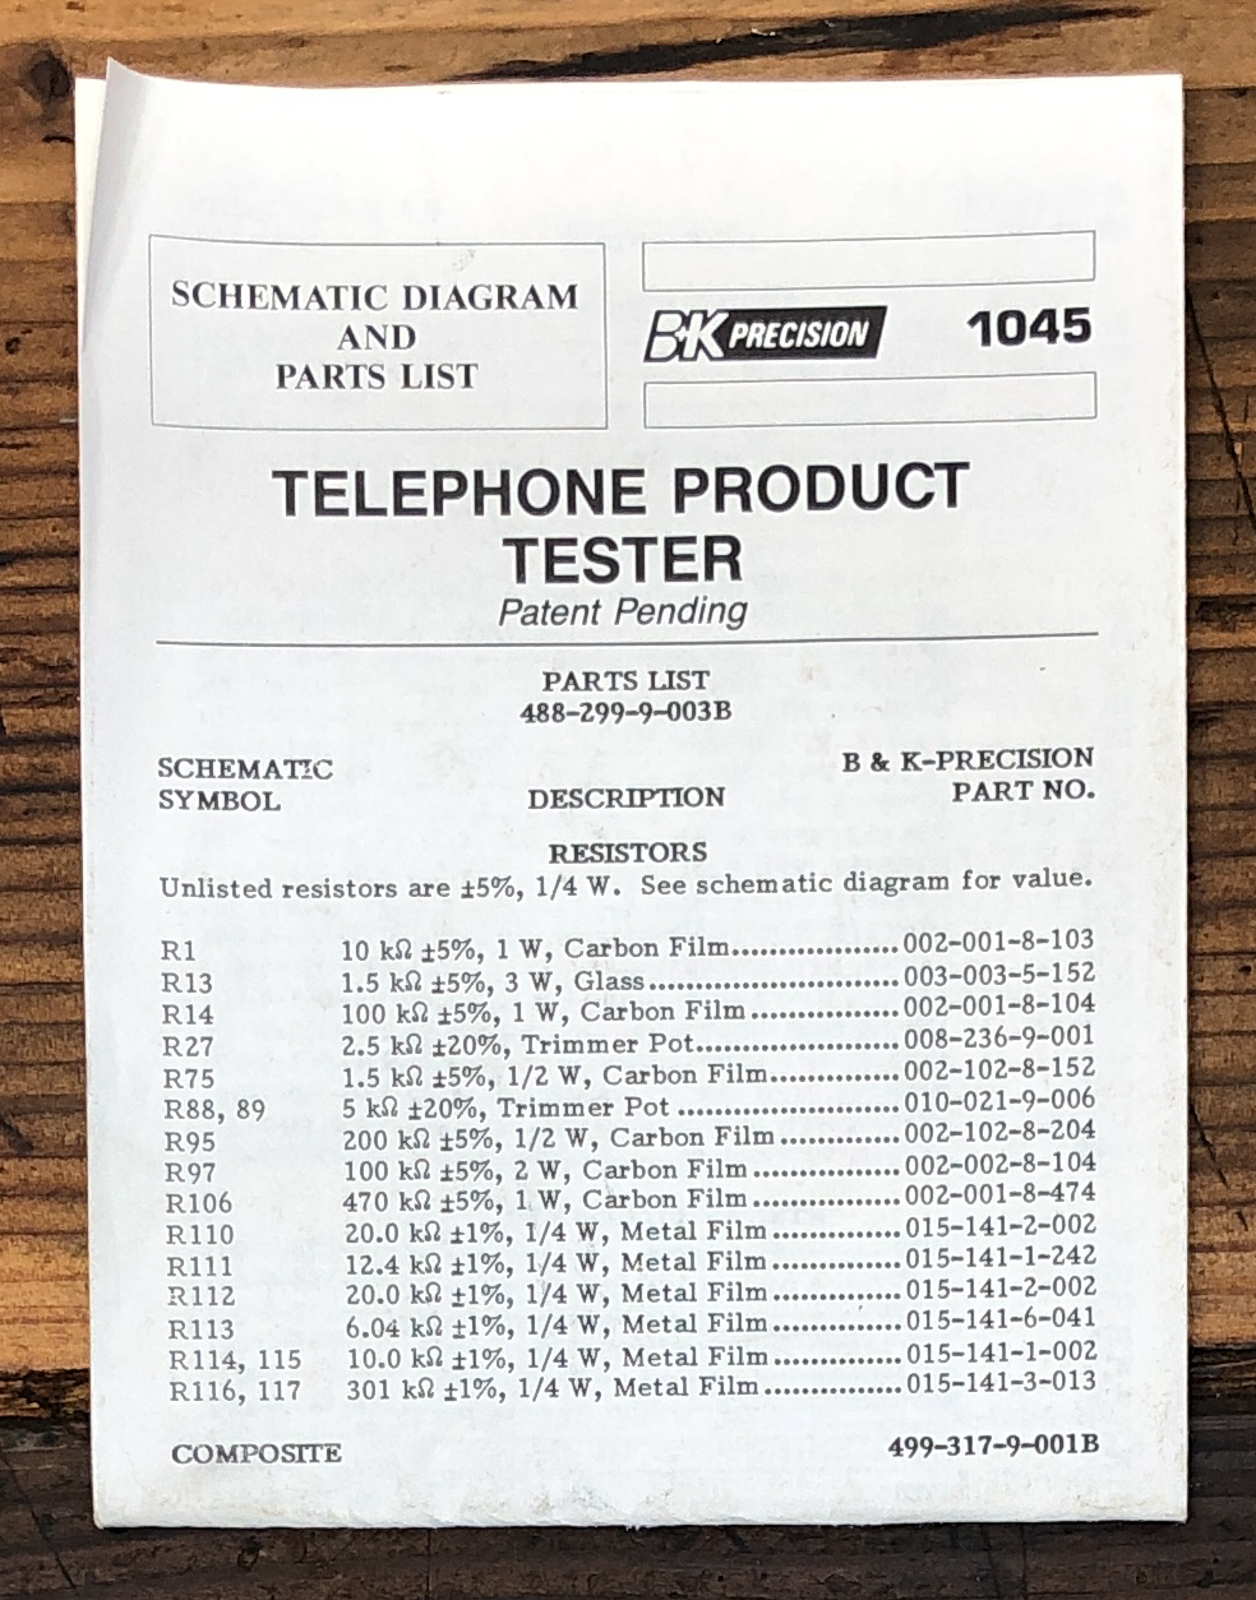 SCHEMATIC DIAGRAM
AND
PARTS LIST
B+K PRECISION 1045
TELEPHONE PRODUCT
TESTER
Patent Pending
PARTS LIST
488-299-9-003B
SCHEMATIC
SYMBOL
DESCRIPTION
B & K-PRECISION
PART NO.
RESISTORS
Unlisted resistors are ±5%, 1/4 W. See schematic diagram for value.
R1 10 kΩ ±5%, 1 W, Carbon Film.................002-001-8-103
R13 1.5 kΩ ±5%, 3 W, Glass.........................003-003-5-152
R14 100 kΩ ±5%, 1 W, Carbon Film...............002-001-8-104
R27 2.5 kΩ ±20%, Trimmer Pot.....................008-236-9-001
R75 1.5 kΩ ±5%, 1/2 W, Carbon Film.............002-102-8-152
R88, 89 5 kΩ ±20%, Trimmer Pot ......................010-021-9-006
R95 200 kΩ ±5%, 1/2 W, Carbon Film............002-102-8-204
R97 100 kΩ ±5%, 2 W, Carbon Film...............002-002-8-104
R106 470 kΩ ±5%, 1 W, Carbon Film...............002-001-8-474
R110 20.0 kΩ ±1%, 1/4 W, Metal Film.............015-141-2-002
R111 12.4 kΩ ±1%, 1/4 W, Metal Film.............015-141-1-242
R112 20.0 kΩ ±1%, 1/4 W, Metal Film.............015-141-2-002
R113 6.04 kΩ ±1%, 1/4 W, Metal Film.............015-141-6-041
R114, 115 10.0 kΩ ±1%, 1/4 W, Metal Film.............015-141-1-002
R116, 117 301 kΩ ±1%, 1/4 W, Metal Film..............015-141-3-013
COMPOSITE 499-317-9-001B